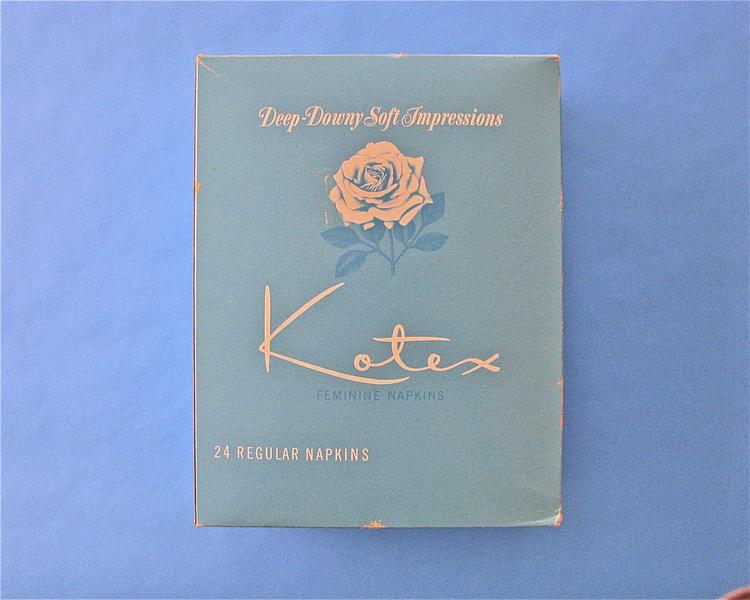 Deep-Downy Soft Impressions
Kotex
FEMININE NAPKINS
24 REGULAR NAPKINS